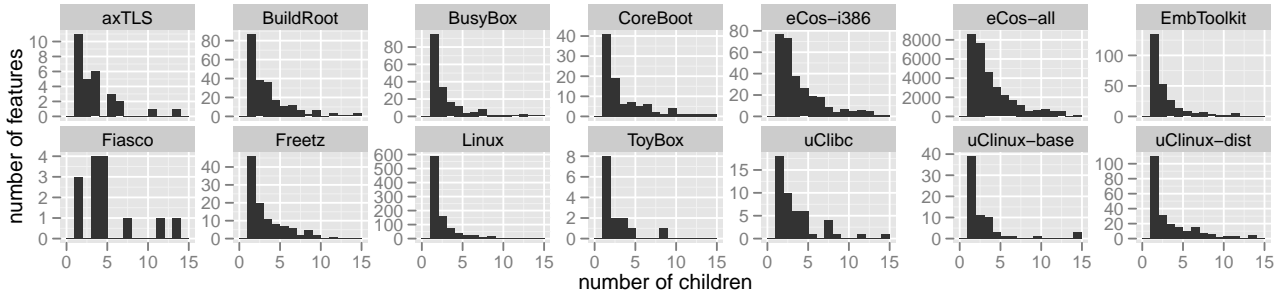 axTLS BuildRoot BusyBox CoreBoot eCos−i386 eCos−all EmbToolkit
10 8 6 4 2 0
80 60 40 20 0
80 60 40 20 0
40 30 20 10 0
80 60 40 20 0
8000 6000 4000 2000 0
100 50 0
number of features
Fiasco Freetz Linux ToyBox uClibc uClinux−base uClinux−dist
4 3 2 1 0
40 30 20 10 0
600 500 400 300 200 100 0
8 6 4 2 0
15 10 5 0
40 30 20 10 0
100 80 60 40 20 0
0 5 10 15 0 5 10 15 0 5 10 15 0 5 10 15 0 5 10 15 0 5 10 15 0 5 10 15
number of children